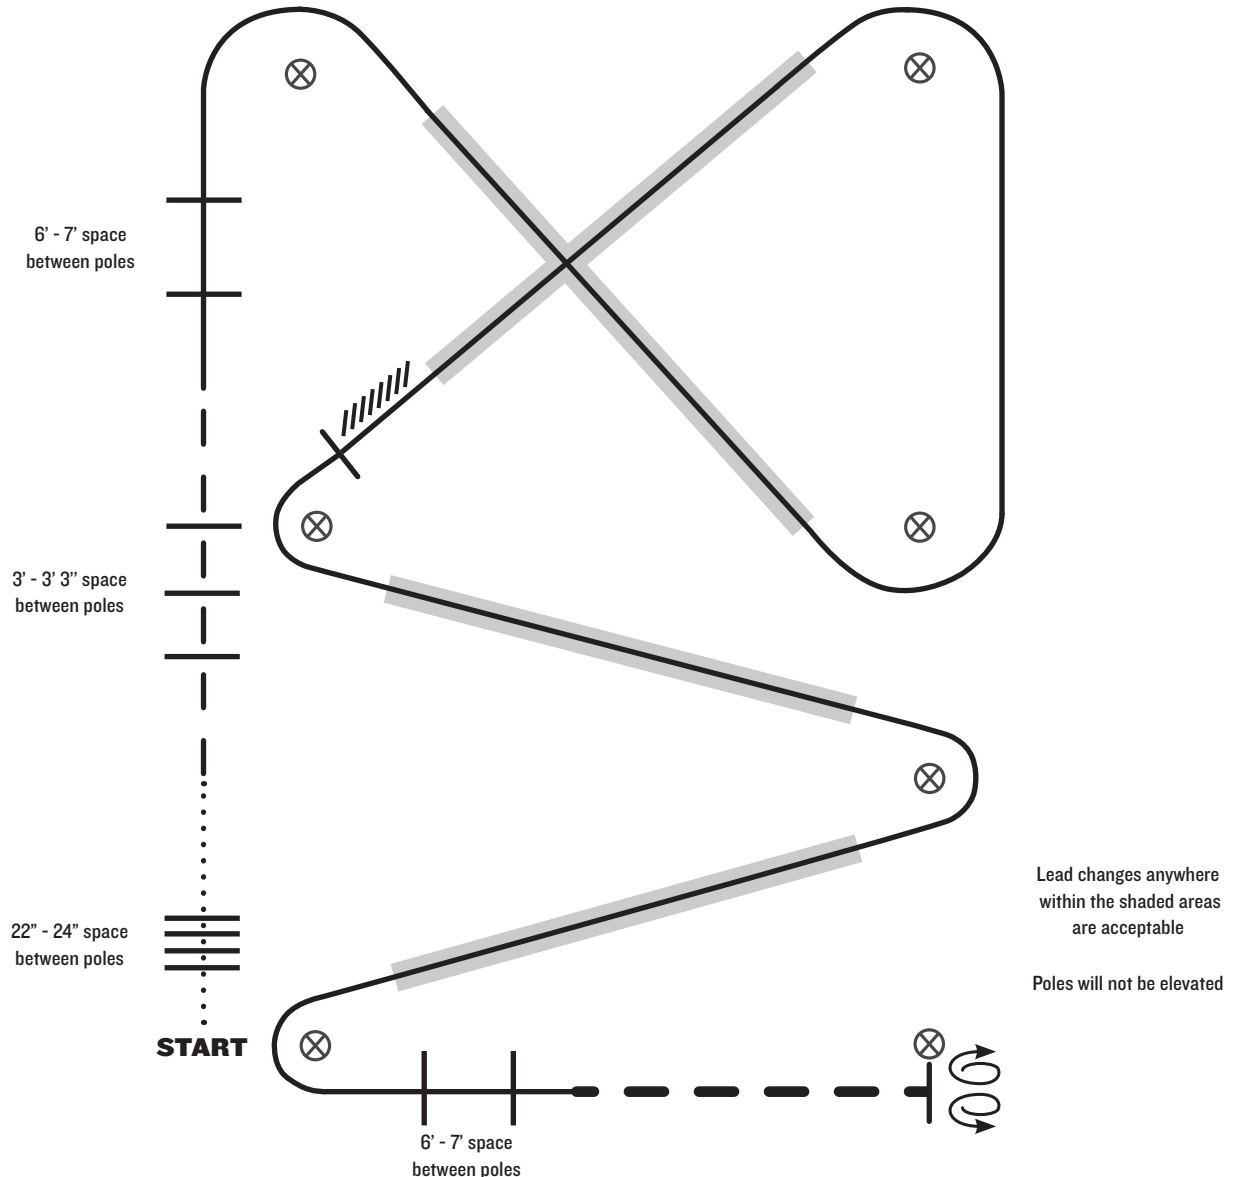 6’ - 7’ space
between poles
3’ - 3’ 3’’ space
between poles
22” - 24” space
between poles
START
6’ - 7’ space
between poles
Lead changes anywhere
within the shaded areas
are acceptable
Poles will not be elevated